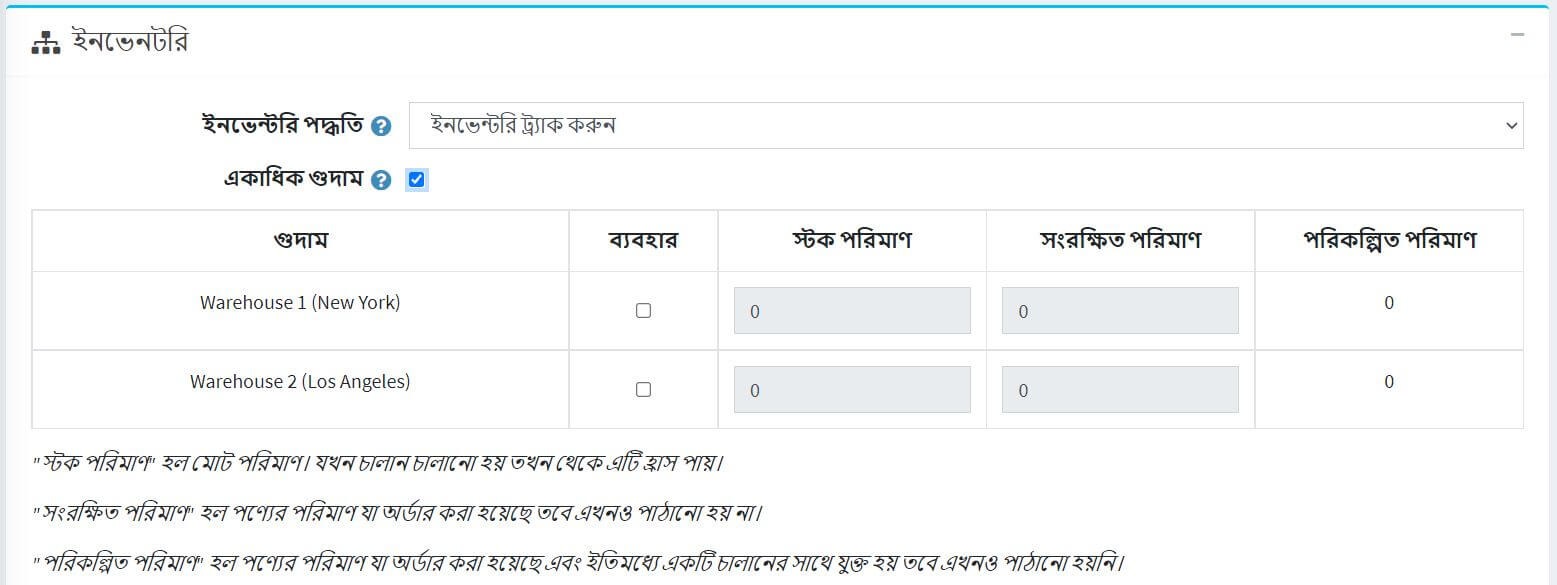 ইনভেনটরি
ইনভেন্টরি পদ্ধতি ? ইনভেন্টরি ট্র্যাক করুন
একাধিক গুদাম ?
গুদাম ব্যবহার স্টক পরিমাণ সংরক্ষিত পরিমাণ পরিকল্পিত পরিমাণ
Warehouse 1 (New York) 0 0 0
Warehouse 2 (Los Angeles) 0 0 0
"স্টক পরিমাণ" হল মোট পরিমাণ। যখন চালান চালানো হয় তখন থেকে এটি হ্রাস পায়।
"সংরক্ষিত পরিমাণ" হল পণ্যের পরিমাণ যা অর্ডার করা হয়েছে তবে এখনও পাঠানো হয় না।
"পরিকল্পিত পরিমাণ" হল পণ্যের পরিমাণ যা অর্ডার করা হয়েছে এবং ইতিমধ্যে একটি চালানের সাথে যুক্ত হয় তবে এখনও পাঠানো হয়নি।